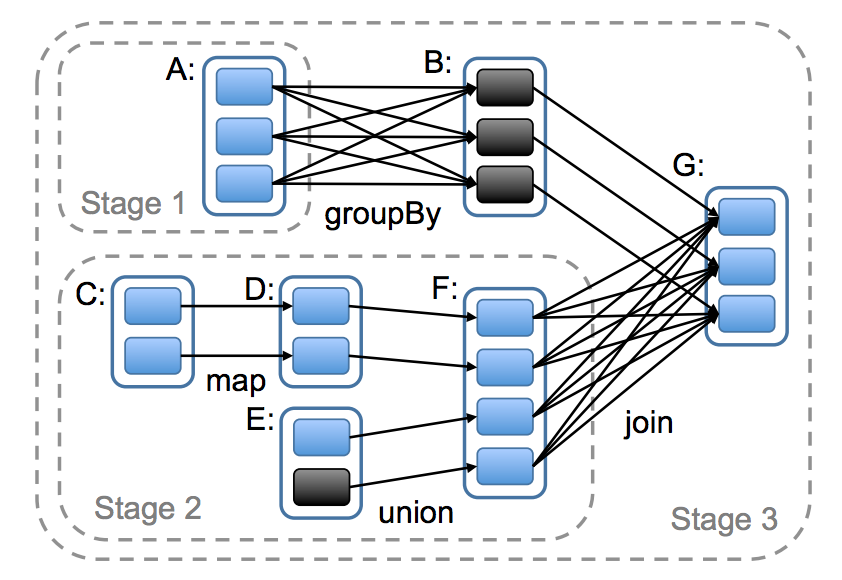 A:
B:
G:
Stage 1
groupBy
C:
D:
F:
map
E:
join
Stage 2
union
Stage 3